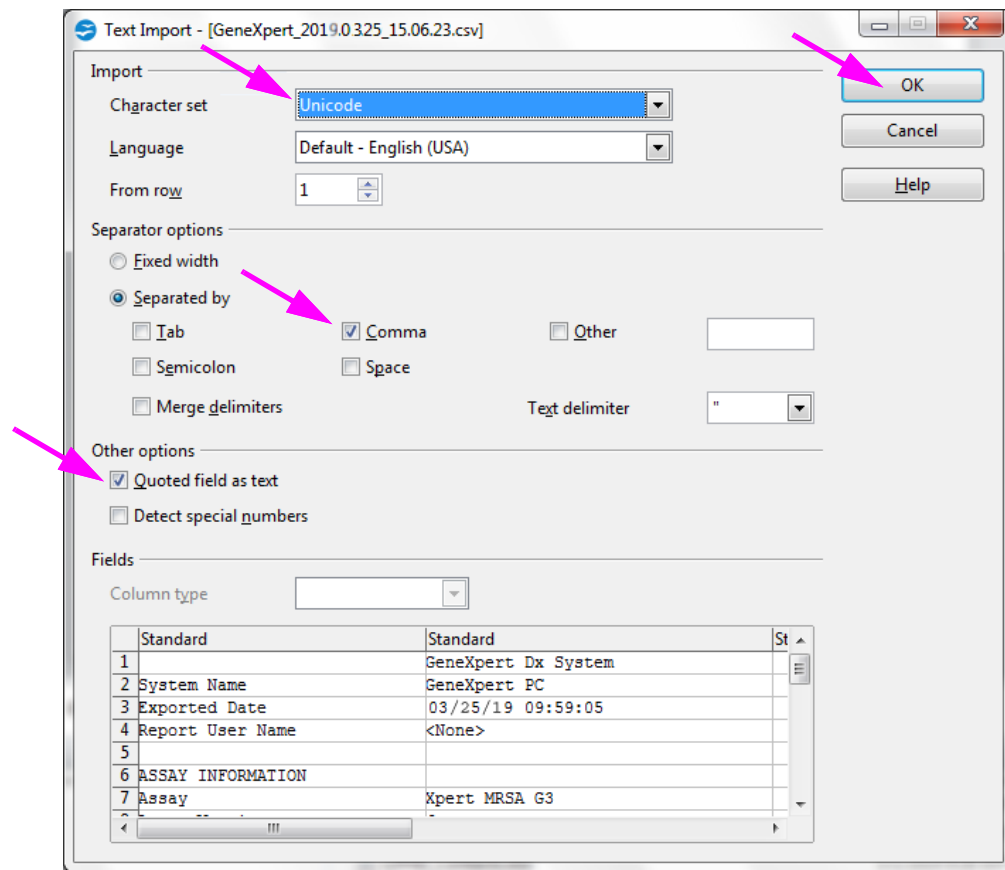 Text Import - [GeneXpert_2019.0325_15.06.23.csv]
Import
OK
Character set Unicode
Cancel
Language Default - English (USA)
From row 1
Help
Separator options
Fixed width
Separated by
Tab Comma Other
Semicolon Space
Merge delimiters Text delimiter "
Other options
Quoted field as text
Detect special numbers
Fields
Column type
Standard Standard St
1 GeneXpert Dx System
2 System Name GeneXpert PC
3 Exported Date 03/25/19 09:59:05
4 Report User Name <None>
5
6 ASSAY INFORMATION
7 Assay Xpert MRSA G3